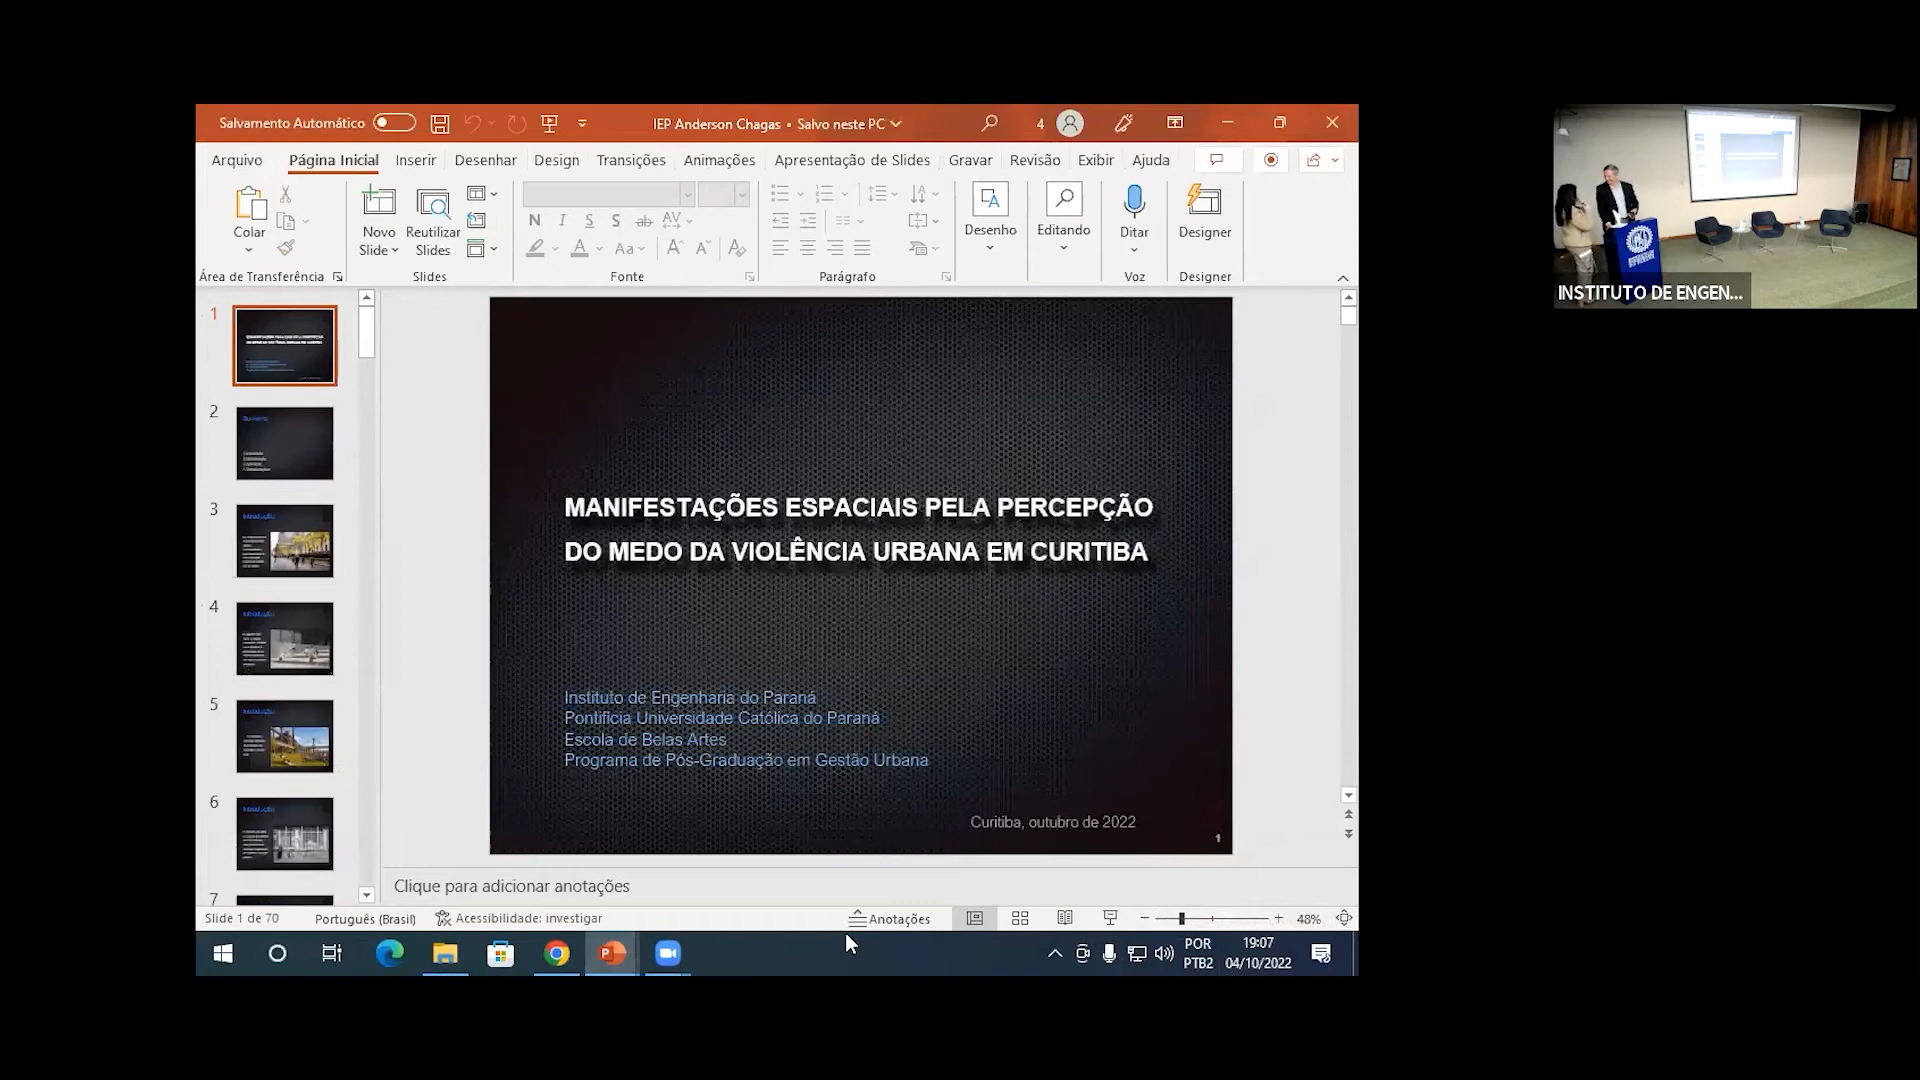 Salvamento Automático
IEP Anderson Chagas • Salvo neste PC
4
Arquivo
Página Inicial
Inserir
Desenhar
Design
Transições
Animações
Apresentação de Slides
Gravar
Revisão
Exibir
Ajuda
Colar
Novo Slide
Reutilizar Slides
N I S S ab AV
A Aa A A A
Desenho
Editando
Ditar
Designer
Área de Transferência
Slides
Fonte
Parágrafo
Voz
Designer
INSTITUTO DE ENGEN...
1
2
3
4
5
6
7
MANIFESTAÇÕES ESPACIAIS PELA PERCEPÇÃO
DO MEDO DA VIOLÊNCIA URBANA EM CURITIBA
Instituto de Engenharia do Paraná
Pontifícia Universidade Católica do Paraná
Escola de Belas Artes
Programa de Pós-Graduação em Gestão Urbana
Curitiba, outubro de 2022
1
Clique para adicionar anotações
Slide 1 de 70
Português (Brasil)
Acessibilidade: investigar
Anotações
48%
POR
PTB2
19:07
04/10/2022